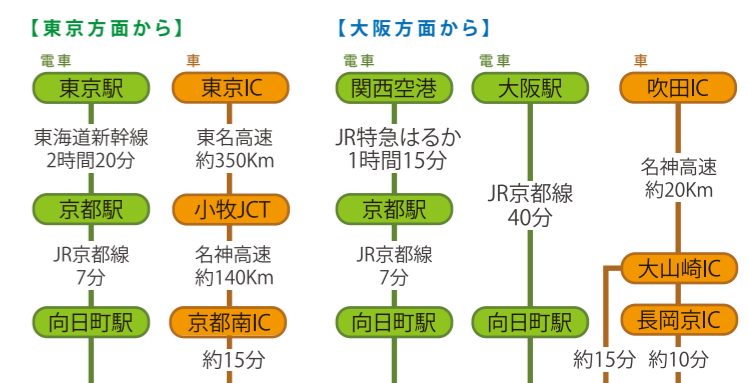 【東京方面から】
電車
東京駅
東海道新幹線
2時間20分
京都駅
JR京都線
7分
向日町駅
車
東京IC
東名高速
約350Km
小牧JCT
名神高速
約140Km
京都南IC
約15分
【大阪方面から】
電車
関西空港
JR特急はるか
1時間15分
京都駅
JR京都線
7分
向日町駅
電車
大阪駅
JR京都線
40分
向日町駅
車
吹田IC
名神高速
約20Km
大山崎IC
長岡京IC
約15分
約10分